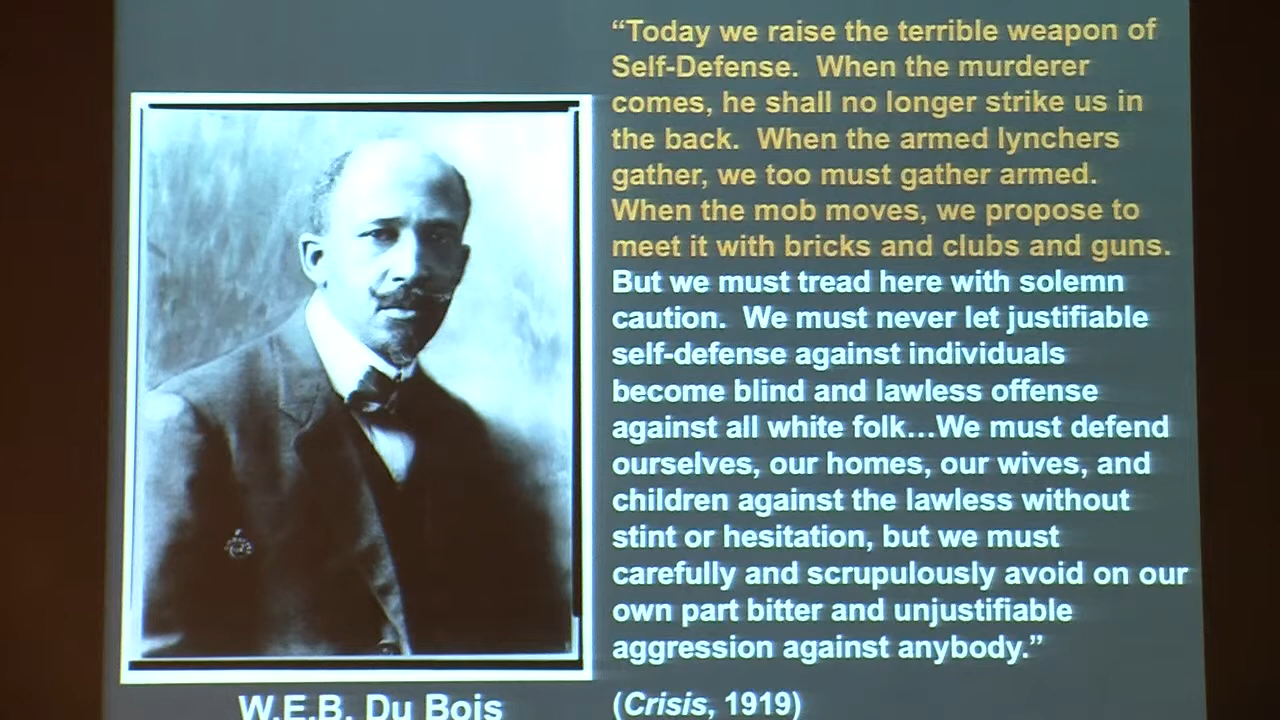 “Today we raise the terrible weapon of
Self-Defense.  When the murderer
comes, he shall no longer strike us in
the back.  When the armed lynchers
gather, we too must gather armed.
When the mob moves, we propose to
meet it with bricks and clubs and guns.
But we must tread here with solemn
caution.  We must never let justifiable
self-defense against individuals
become blind and lawless offense
against all white folk...We must defend
ourselves, our homes, our wives, and
children against the lawless without
stint or hesitation, but we must
carefully and scrupulously avoid on our
own part bitter and unjustifiable
aggression against anybody.”
(Crisis, 1919)
W.E.B. Du Bois